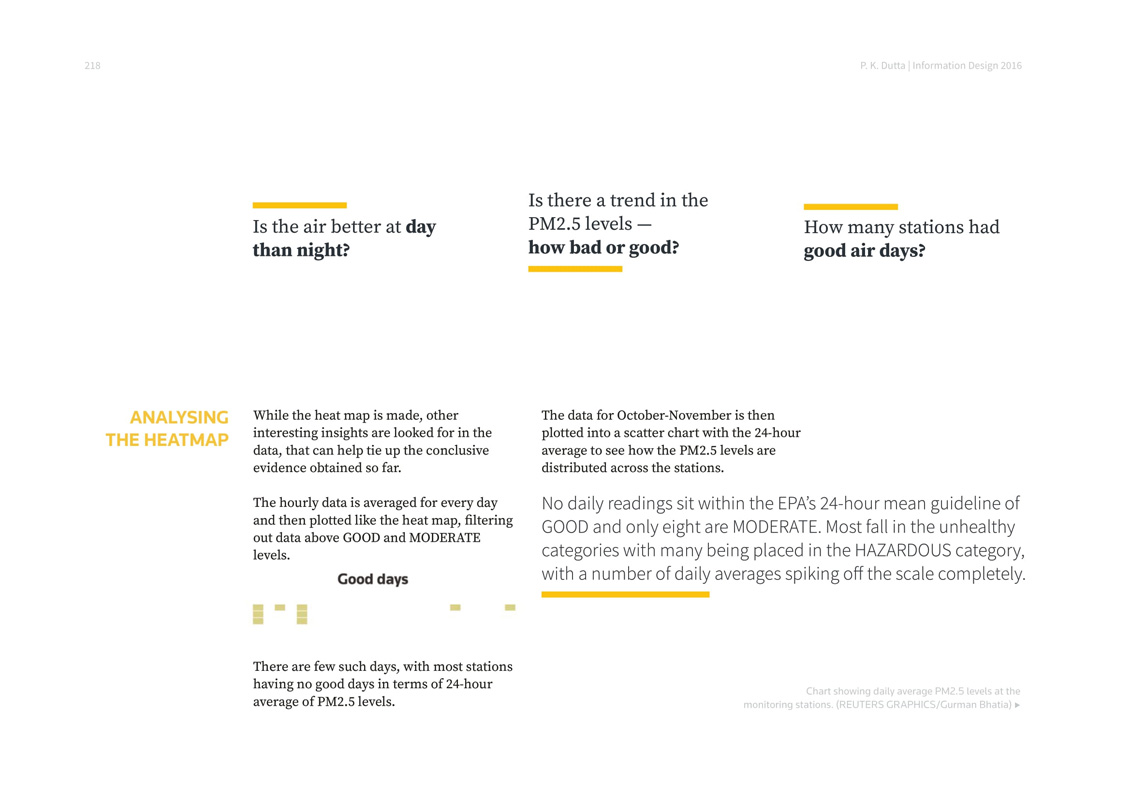 218
P. K. Dutta | Information Design 2016
Is the air better at day
than night?
Is there a trend in the
PM2.5 levels —
how bad or good?
How many stations had
good air days?
ANALYSING
THE HEATMAP
While the heat map is made, other
interesting insights are looked for in the
data, that can help tie up the conclusive
evidence obtained so far.
The hourly data is averaged for every day
and then plotted like the heat map, filtering
out data above GOOD and MODERATE
levels.
Good days
There are few such days, with most stations
having no good days in terms of 24-hour
average of PM2.5 levels.
The data for October-November is then
plotted into a scatter chart with the 24-hour
average to see how the PM2.5 levels are
distributed across the stations.
No daily readings sit within the EPA’s 24-hour mean guideline of
GOOD and only eight are MODERATE. Most fall in the unhealthy
categories with many being placed in the HAZARDOUS category,
with a number of daily averages spiking off the scale completely.
Chart showing daily average PM2.5 levels at the
monitoring stations. (REUTERS GRAPHICS/Gurman Bhatia) ▸